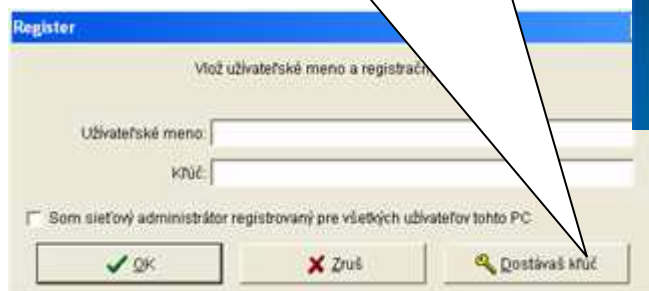 Register
Vlož užívateľské meno a registračn
Užívateľské meno:
Kľúč:
Som sieťový administrátor registrovaný pre všetkých užívateľov tohto PC
OK
Zruš
Dostávaš kľúč